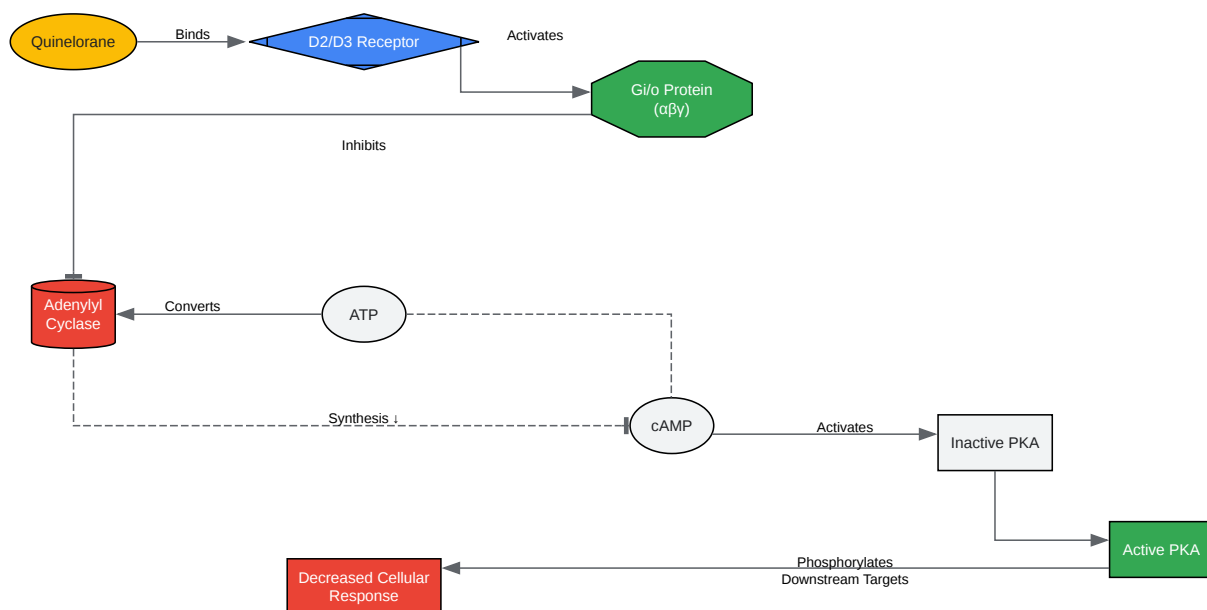 Quinelorane
Binds
D2/D3 Receptor
Activates
Gi/o Protein
(αβγ)
Inhibits
Adenylyl
Cyclase
Converts
ATP
Synthesis ↓
cAMP
Activates
Inactive PKA
Active PKA
Phosphorylates
Downstream Targets
Decreased Cellular
Response